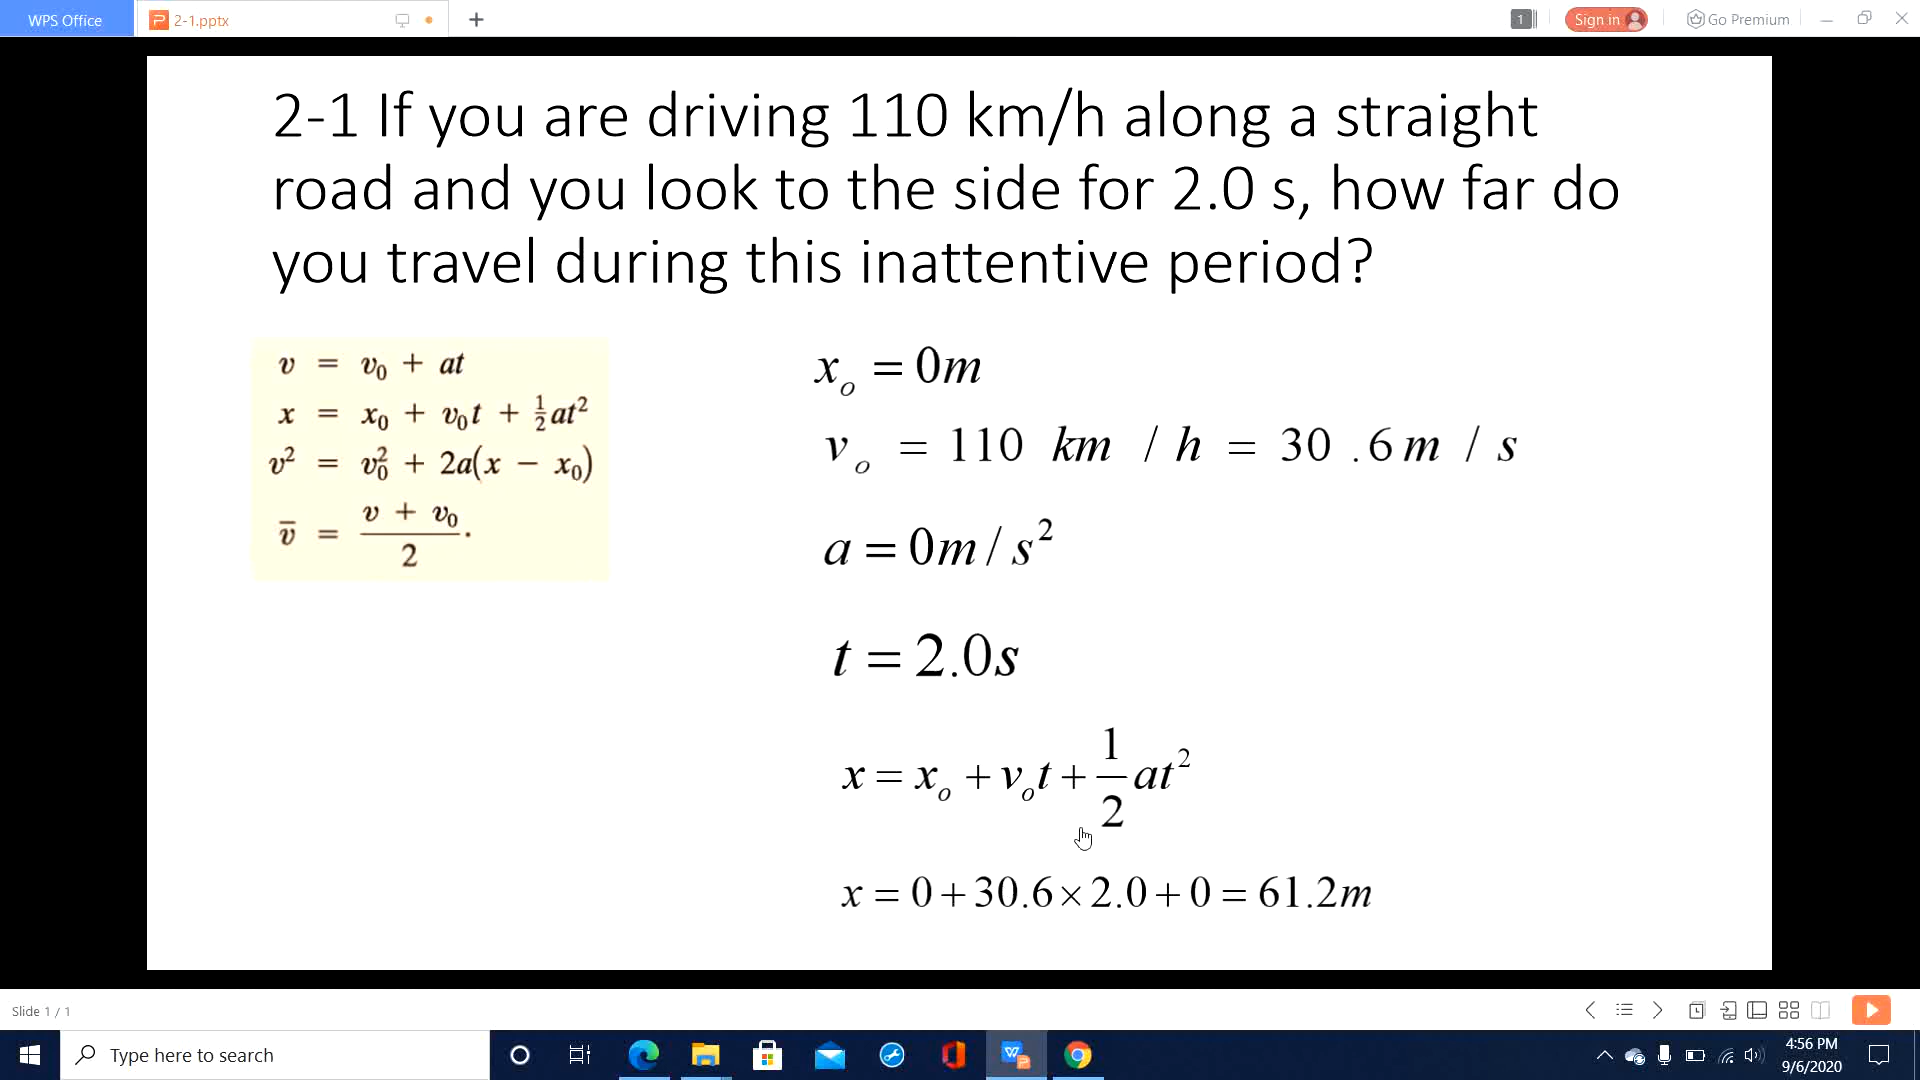 WPS Office
2-1.pptx
1
Sign in
Go Premium
2-1 If you are driving 110 km/h along a straight
road and you look to the side for 2.0 s, how far do
you travel during this inattentive period?
v = v₀ + at
x = x₀ + v₀t + ½at²
v² = v₀² + 2a(x − x₀)
v̄ = (v + v₀)/2.
xₒ = 0m
vₒ = 110 km / h = 30 .6 m / s
a = 0m / s²
t = 2.0s
x = xₒ + vₒt + ½at²
x = 0 + 30.6 × 2.0 + 0 = 61.2m
Slide 1 / 1
Type here to search
4:56 PM
9/6/2020